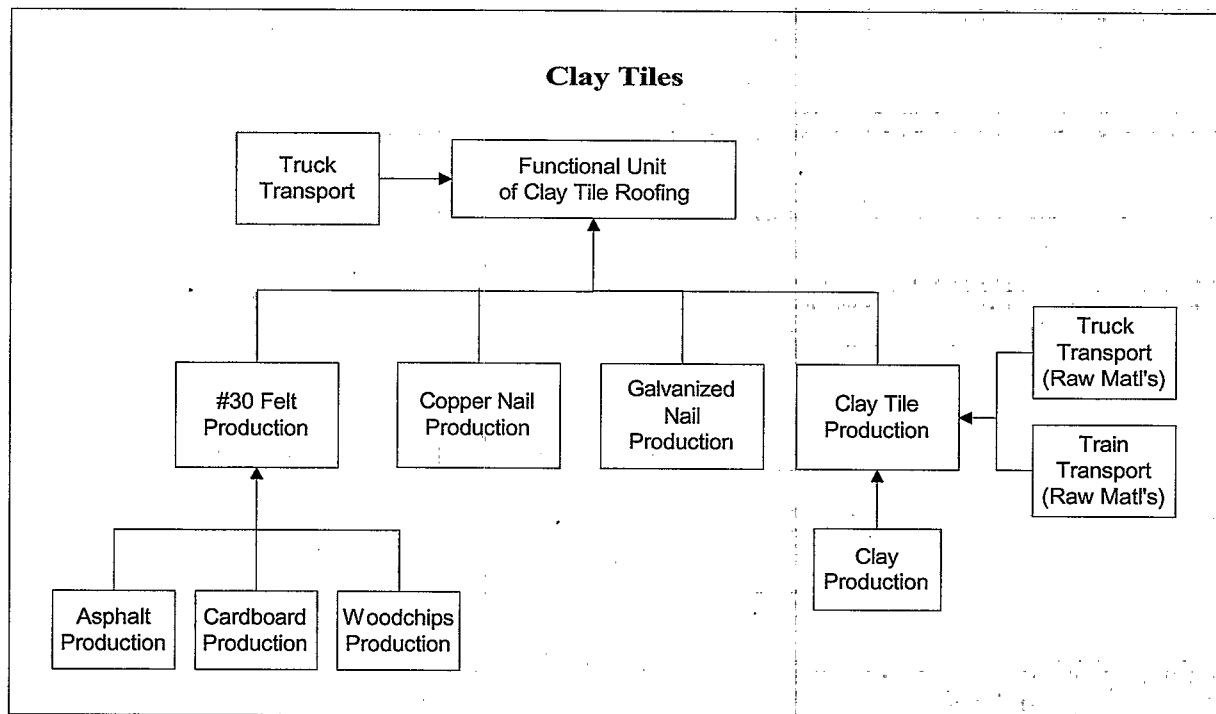 Clay Tiles
Truck
Transport
Functional Unit
of Clay Tile Roofing
#30 Felt
Production
Copper Nail
Production
Galvanized
Nail
Production
Clay Tile
Production
Truck
Transport
(Raw Matl's)
Train
Transport
(Raw Matl's)
Asphalt
Production
Cardboard
Production
Woodchips
Production
Clay
Production